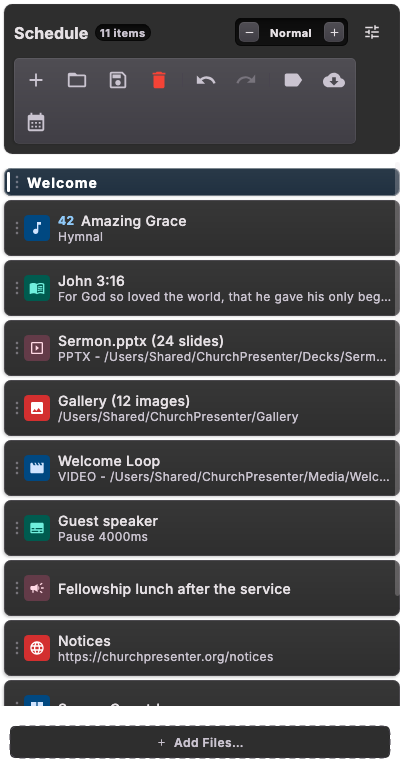 Schedule 11 items − Normal +
Welcome
42 Amazing Grace
Hymnal
John 3:16
For God so loved the world, that he gave his only beg...
Sermon.pptx (24 slides)
PPTX - /Users/Shared/ChurchPresenter/Decks/Serm...
Gallery (12 images)
/Users/Shared/ChurchPresenter/Gallery
Welcome Loop
VIDEO - /Users/Shared/ChurchPresenter/Media/Welc...
Guest speaker
Pause 4000ms
Fellowship lunch after the service
Notices
https://churchpresenter.org/notices
+ Add Files...